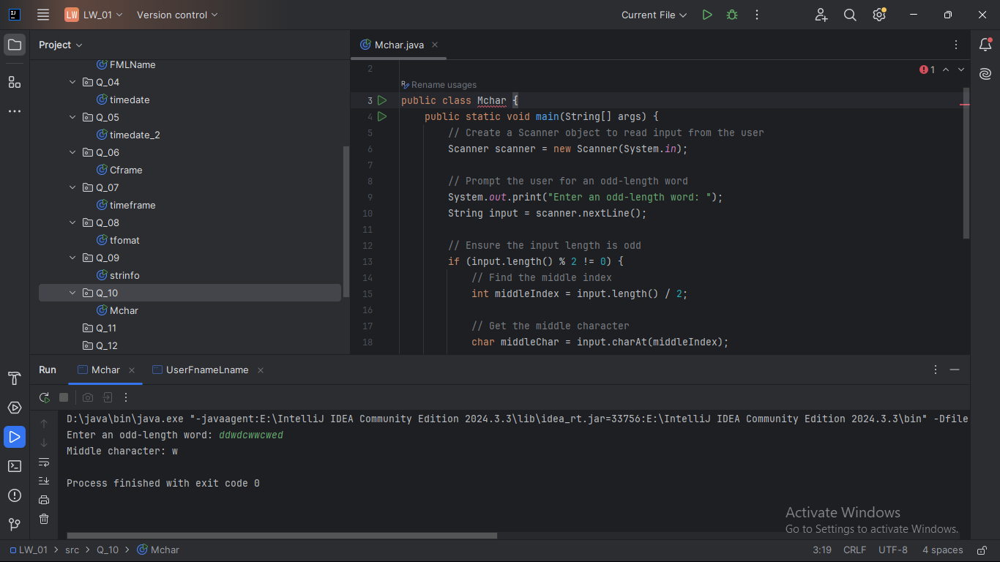 LW LW_01 Version control Current File
Project
Mchar.java
FMLName
Q_04
timedate
Q_05
timedate_2
Q_06
Cframe
Q_07
timeframe
Q_08
tfomat
Q_09
strinfo
Q_10
Mchar
Q_11
Q_12
1
2
Rename usages
3 public class Mchar {
4 public static void main(String[] args) {
5 // Create a Scanner object to read input from the user
6 Scanner scanner = new Scanner(System.in);
7
8 // Prompt the user for an odd-length word
9 System.out.print("Enter an odd-length word: ");
10 String input = scanner.nextLine();
11
12 // Ensure the input length is odd
13 if (input.length() % 2 != 0) {
14 // Find the middle index
15 int middleIndex = input.length() / 2;
16
17 // Get the middle character
18 char middleChar = input.charAt(middleIndex);
Run Mchar UserFnameLname
D:\java\bin\java.exe "-javaagent:E:\IntelliJ IDEA Community Edition 2024.3.3\lib\idea_rt.jar=33756:E:\IntelliJ IDEA Community Edition 2024.3.3\bin" -Dfile
Enter an odd-length word: ddwdcwwcwed
Middle character: w
Process finished with exit code 0
Activate Windows
Go to Settings to activate Windows.
LW_01 > src > Q_10 > Mchar 3:19 CRLF UTF-8 4 spaces